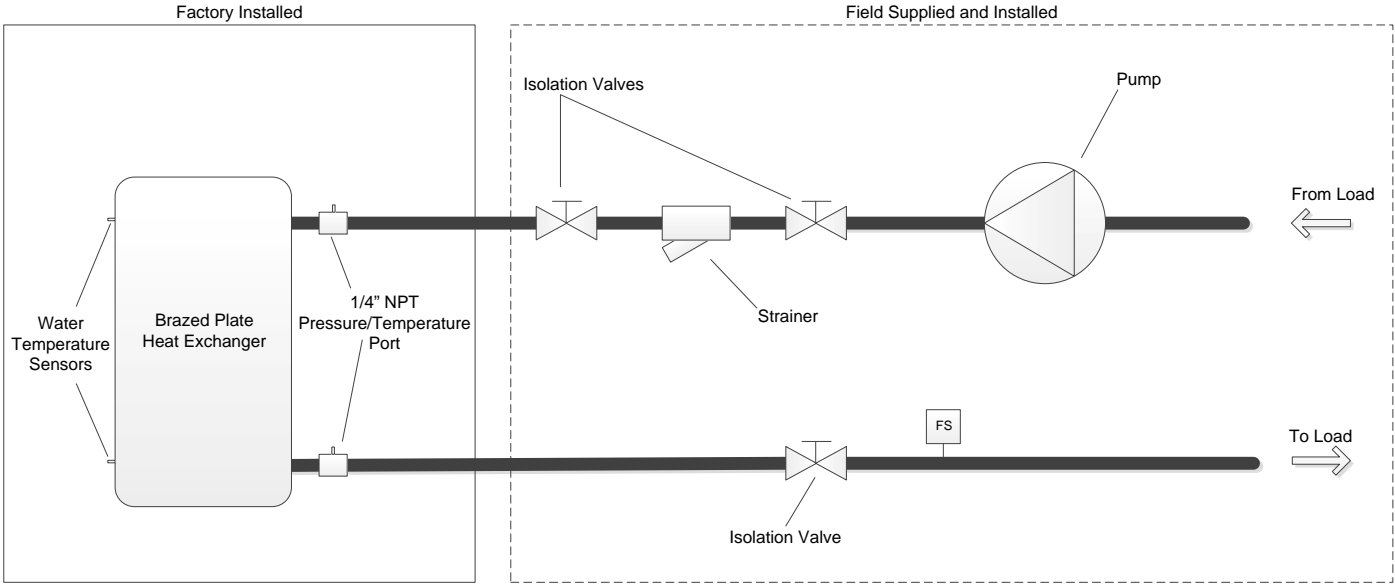 Factory Installed
Field Supplied and Installed
Isolation Valves
Pump
From Load
Strainer
1/4” NPT
Pressure/Temperature
Port
Water
Temperature
Sensors
Brazed Plate
Heat Exchanger
FS
To Load
Isolation Valve